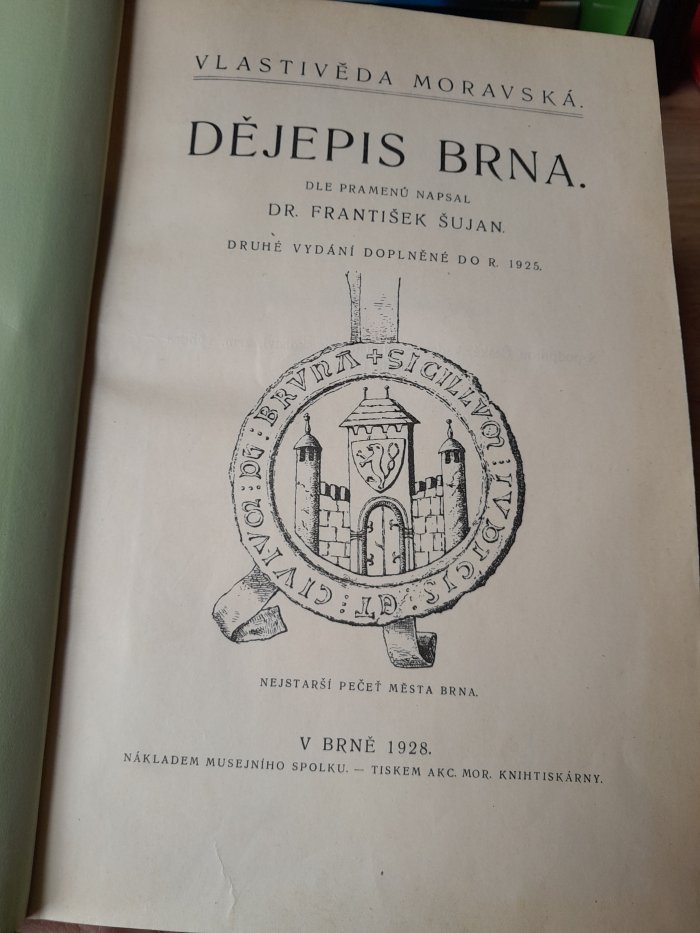 VLASTIVĚDA MORAVSKÁ.
DĚJEPIS BRNA.
DLE PRAMENŮ NAPSAL
DR. FRANTIŠEK ŠUJAN.
DRUHÉ VYDÁNÍ DOPLNĚNÉ DO R. 1925.
+ SIGILLVM : IVDICIS : ET : CIVIVM : DE : BRVNA
NEJSTARŠÍ PEČEŤ MĚSTA BRNA.
V BRNĚ 1928.
NÁKLADEM MUSEJNÍHO SPOLKU. — TISKEM AKC. MOR. KNIHTISKÁRNY.